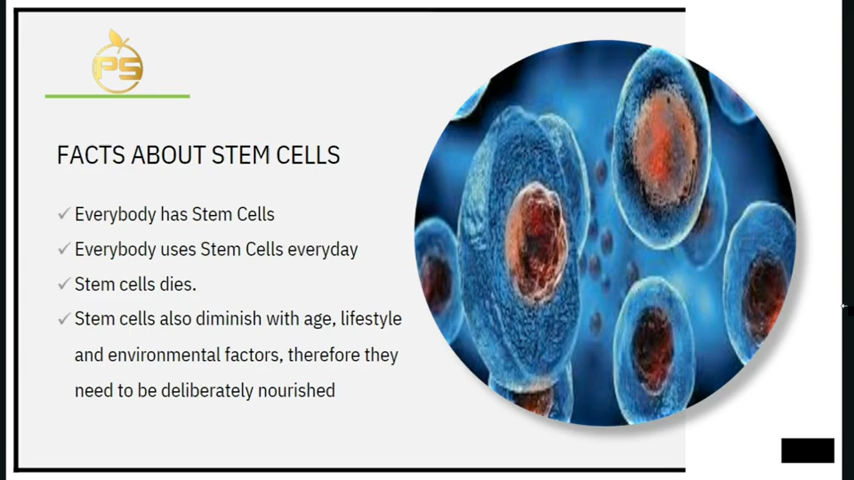 PS
FACTS ABOUT STEM CELLS
✓ Everybody has Stem Cells
✓ Everybody uses Stem Cells everyday
✓ Stem cells dies.
✓ Stem cells also diminish with age, lifestyle
and environmental factors, therefore they
need to be deliberately nourished